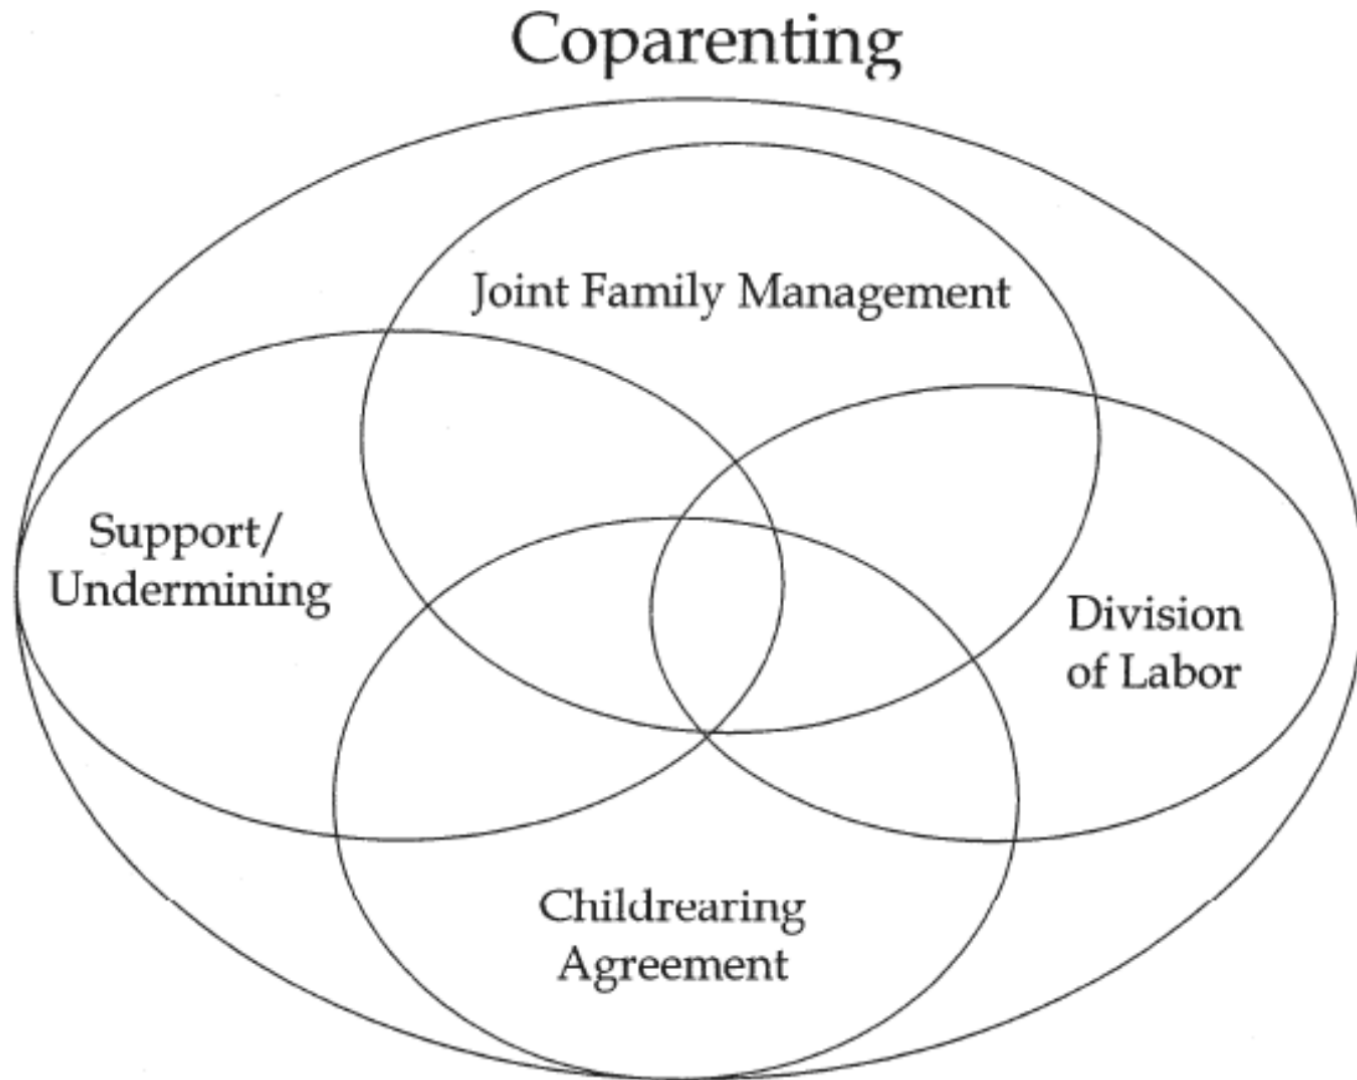 Coparenting
Joint Family Management
Support/
Undermining
Division
of Labor
Childrearing
Agreement